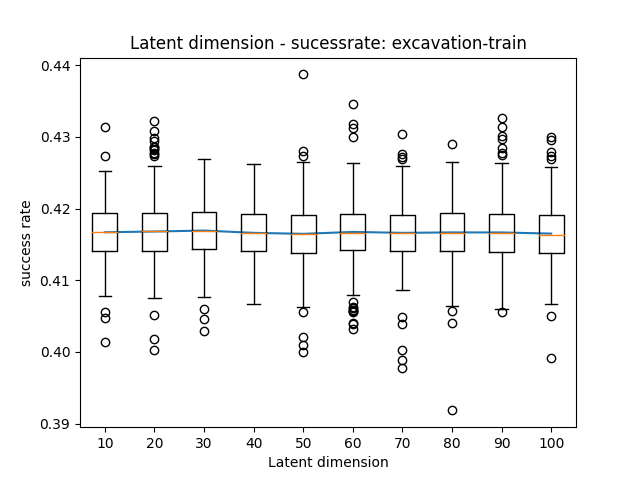 Latent dimension - sucessrate: excavation-train
0.44
0.43
0.42
0.41
0.40
0.39
success rate
10 20 30 40 50 60 70 80 90 100
Latent dimension